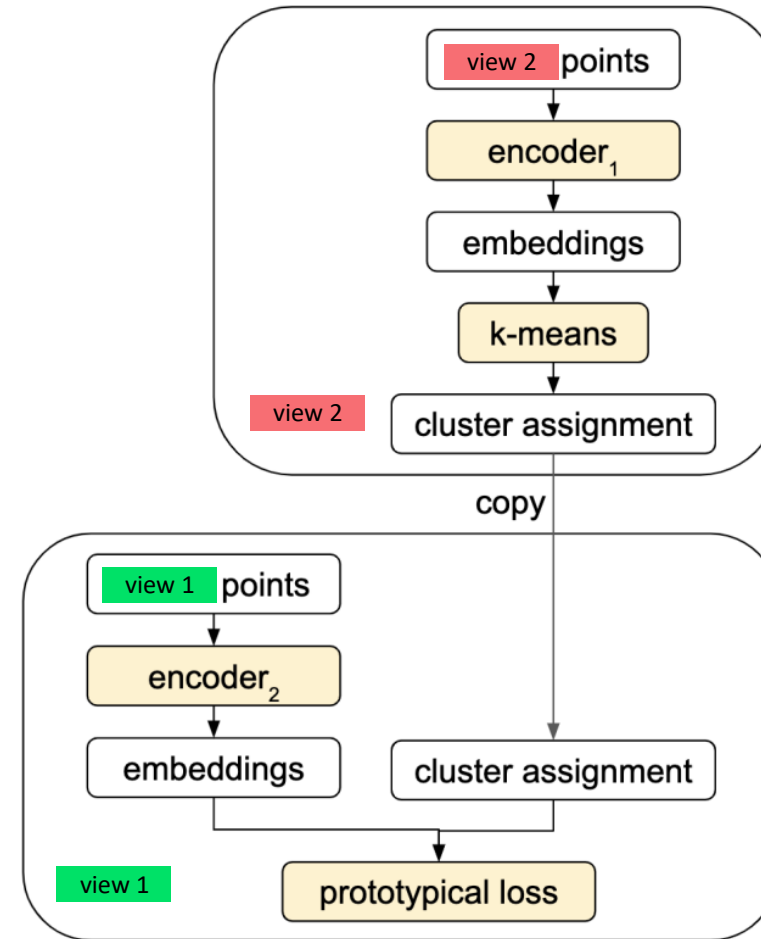 view 2 points
encoder₁
embeddings
k-means
view 2
cluster assignment
copy
view 1 points
encoder₂
embeddings
cluster assignment
view 1
prototypical loss